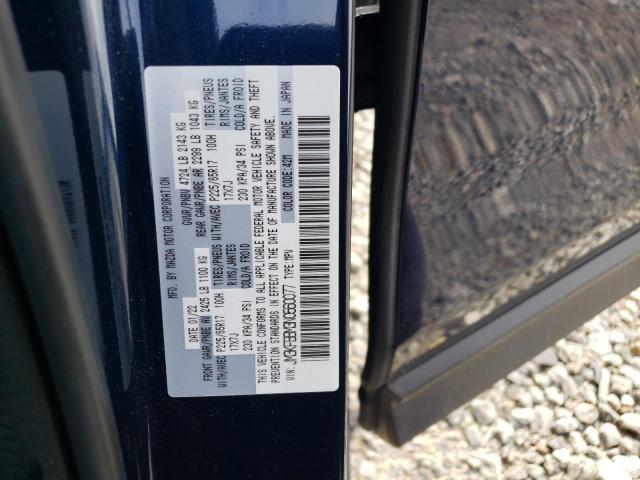 MFD. BY MAZDA MOTOR CORPORATION
DATE 01/22 GVWR/PNBV 4724 LB 2143 KG
FRONT GAWR/PNBE AV 2425 LB 1100 KG REAR GAWR/PNBE AR 2299 LB 1043 KG
WITH/AVEC P225/65R17 100H TIRES/PNEUS WITH/AVEC P225/65R17 100H TIRES/PNEUS
17X7J RIMS/JANTES 17X7J RIMS/JANTES
230 KPA/34 PSI COLD/A FROID 230 KPA/34 PSI COLD/A FROID
THIS VEHICLE CONFORMS TO ALL APPLICABLE FEDERAL MOTOR VEHICLE SAFETY AND THEFT
PREVENTION STANDARDS IN EFFECT ON THE DATE OF MANUFACTURE SHOWN ABOVE.
VIN: JM3KFBBM3N0560077 TYPE:MPV COLOR CODE: 42M MADE IN JAPAN